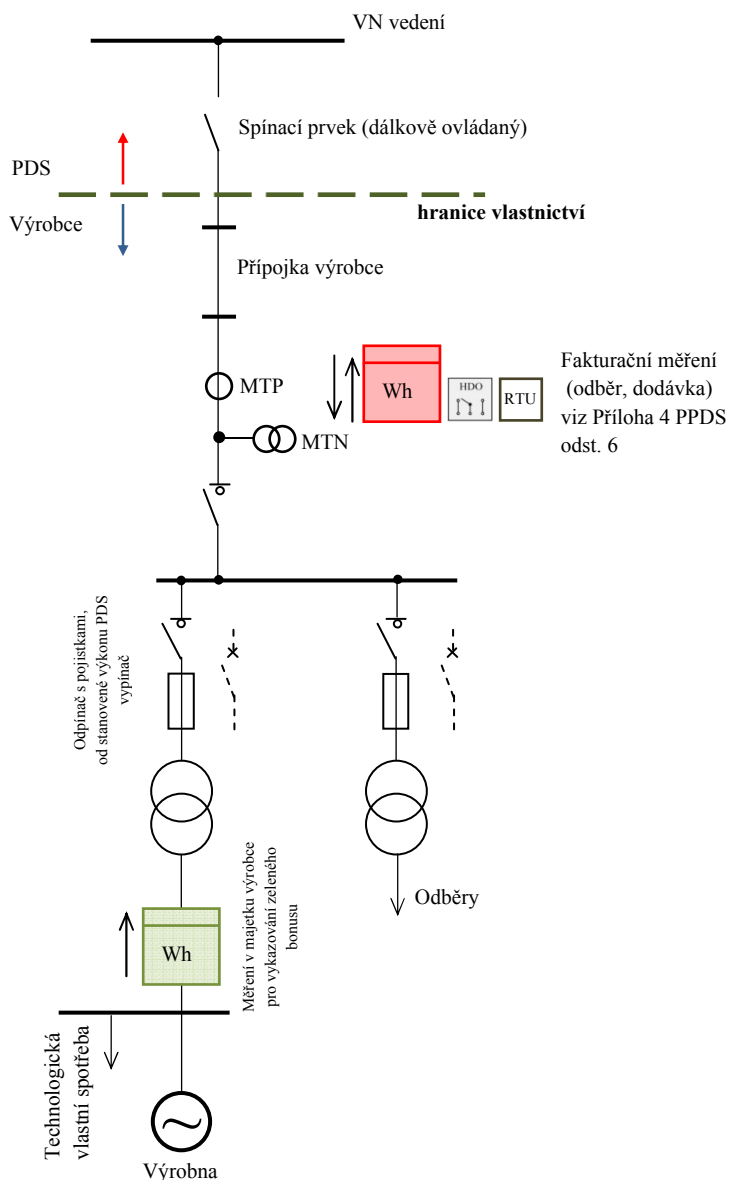 VN vedení
Spínací prvek (dálkově ovládaný)
PDS
hranice vlastnictví
Výrobce
Přípojka výrobce
MTP
Wh
HDO
RTU
Fakturační měření
(odběr, dodávka)
viz Příloha 4 PPDS
odst. 6
MTN
Odpínač s pojistkami,
od stanovené výkonu PDS
vypínač
Odběry
Wh
Měření v majetku výrobce
pro vykazování zeleného
bonusu
Technologická
vlastní spotřeba
Výrobna